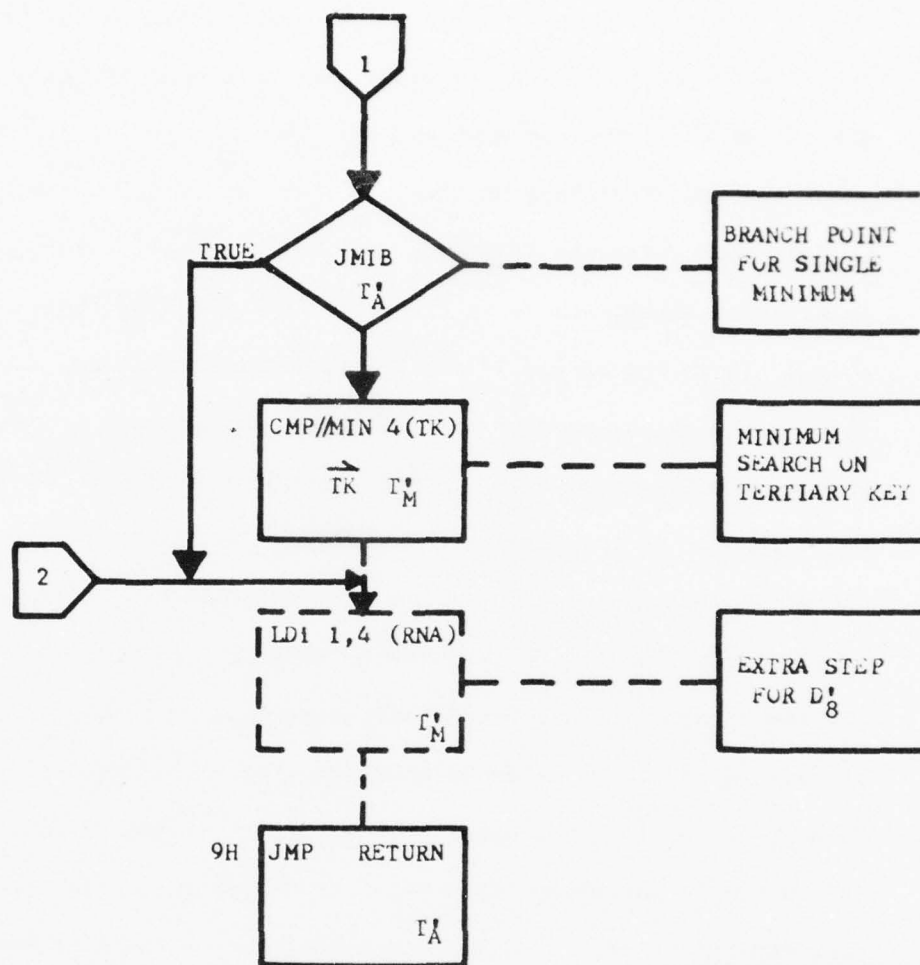 1
TRUE
JMIB
T'A
BRANCH POINT
FOR SINGLE
MINIMUM
CMP//MIN 4(TK)
TK T'M
MINIMUM
SEARCH ON
TERTIARY KEY
2
LDi 1,4 (RNA)
T'M
EXTRA STEP
FOR D'8
9H JMP RETURN
T'A